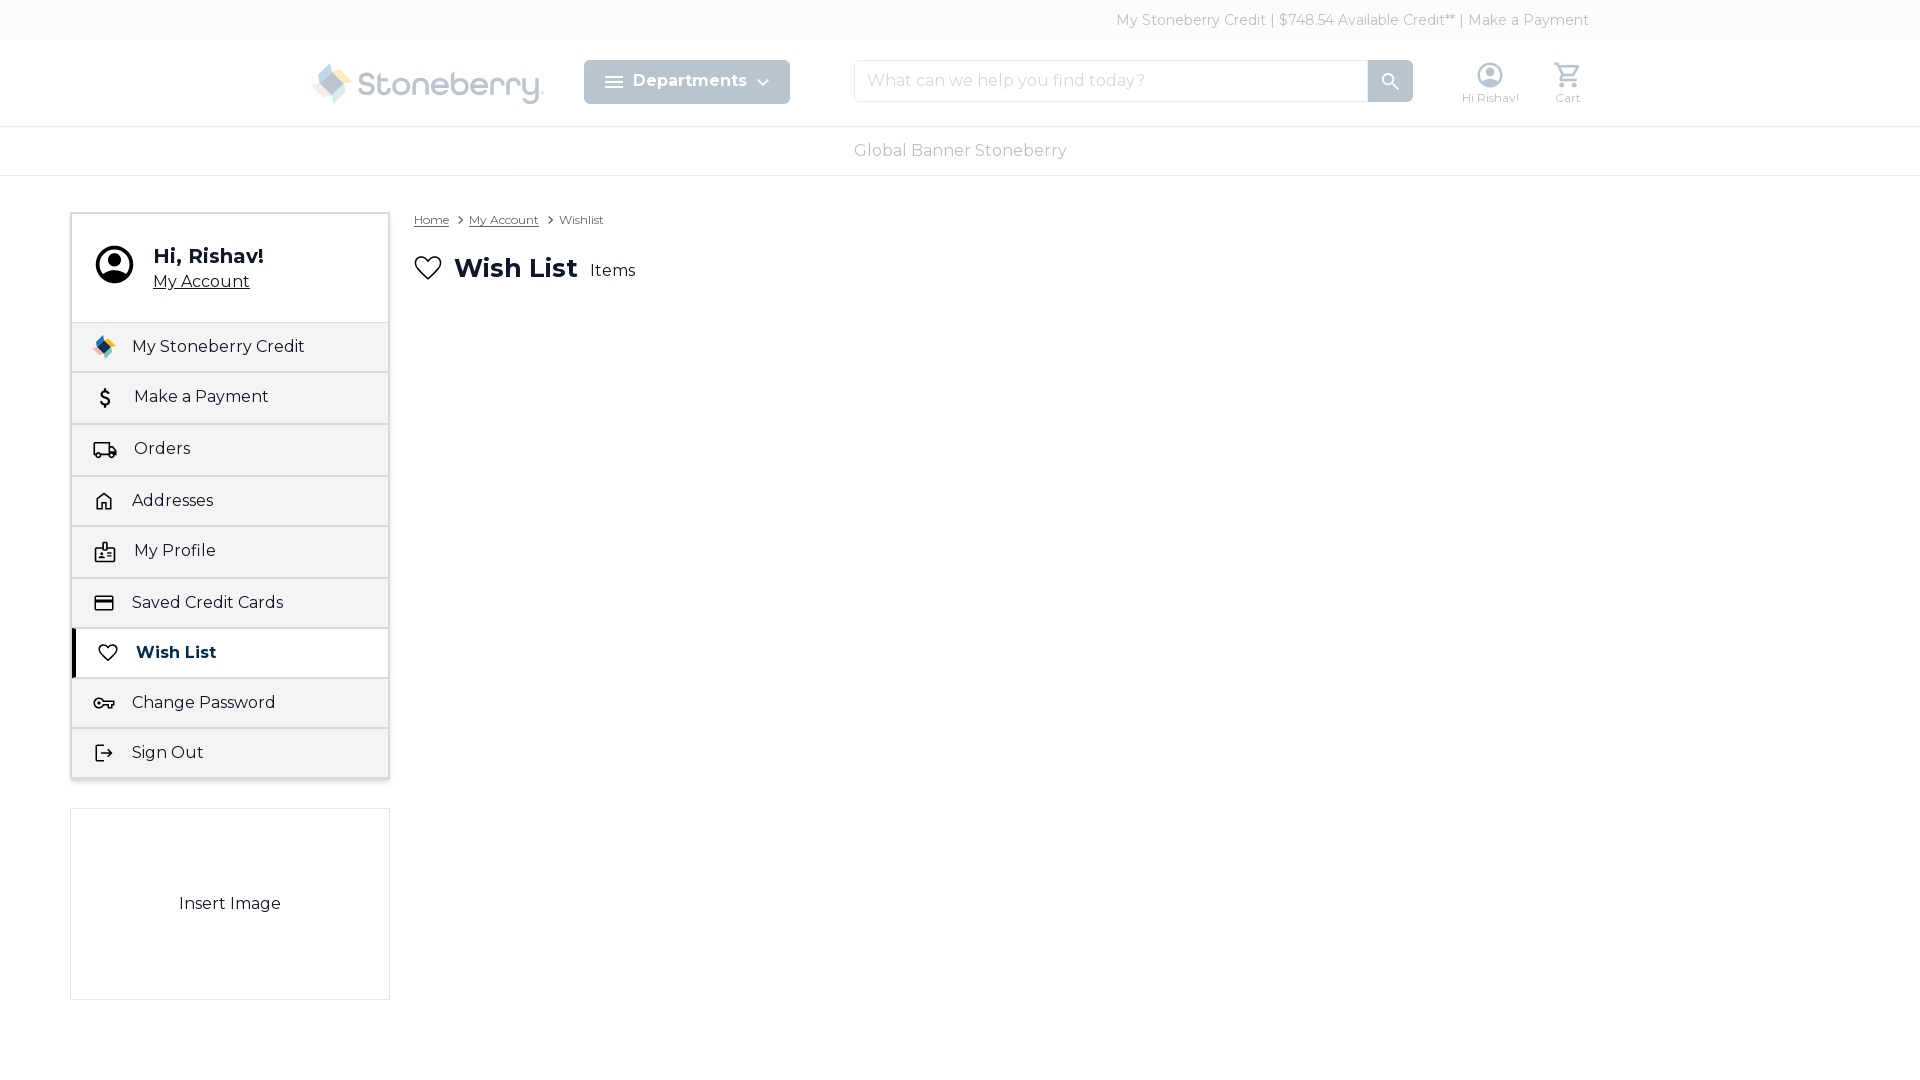 My Stoneberry Credit | $748.54 Available Credit** | Make a Payment
Stoneberry.
Departments
What can we help you find today?
Hi Rishav!
Cart
Global Banner Stoneberry
Hi, Rishav!
My Account
My Stoneberry Credit
Make a Payment
Orders
Addresses
My Profile
Saved Credit Cards
Wish List
Change Password
Sign Out
Insert Image
Home > My Account > Wishlist
Wish List Items